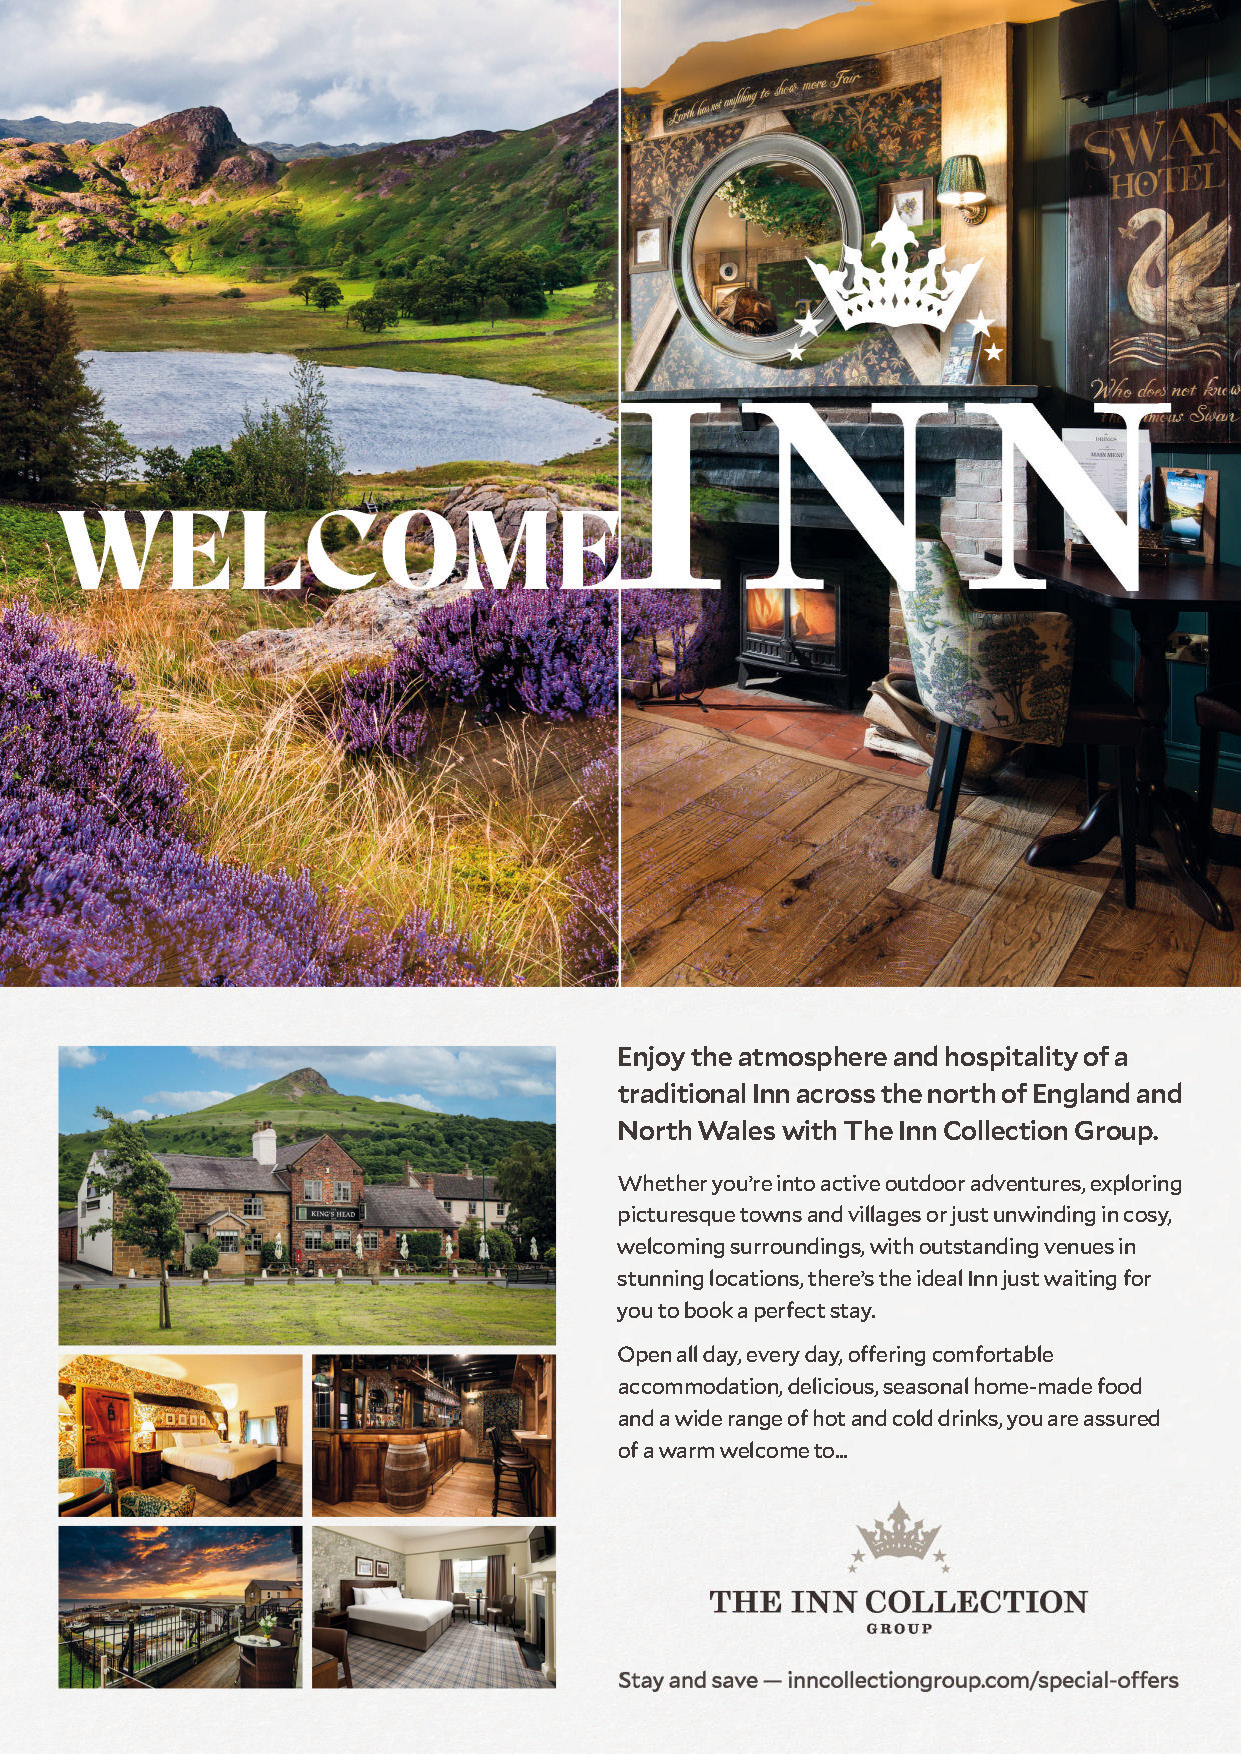 Earth has not anything to show more Fair
SWAN
HOTEL
Who does not know
famous Swan
DRINKS
MAIN MENU
WELCOME INN
Enjoy the atmosphere and hospitality of a
traditional Inn across the north of England and
North Wales with The Inn Collection Group.
KING'S HEAD
Whether you're into active outdoor adventures, exploring
picturesque towns and villages or just unwinding in cosy,
welcoming surroundings, with outstanding venues in
stunning locations, there's the ideal Inn just waiting for
you to book a perfect stay.
Open all day, every day, offering comfortable
accommodation, delicious, seasonal home-made food
and a wide range of hot and cold drinks, you are assured
of a warm welcome to...
THE INN COLLECTION
GROUP
Stay and save — inncollectiongroup.com/special-offers